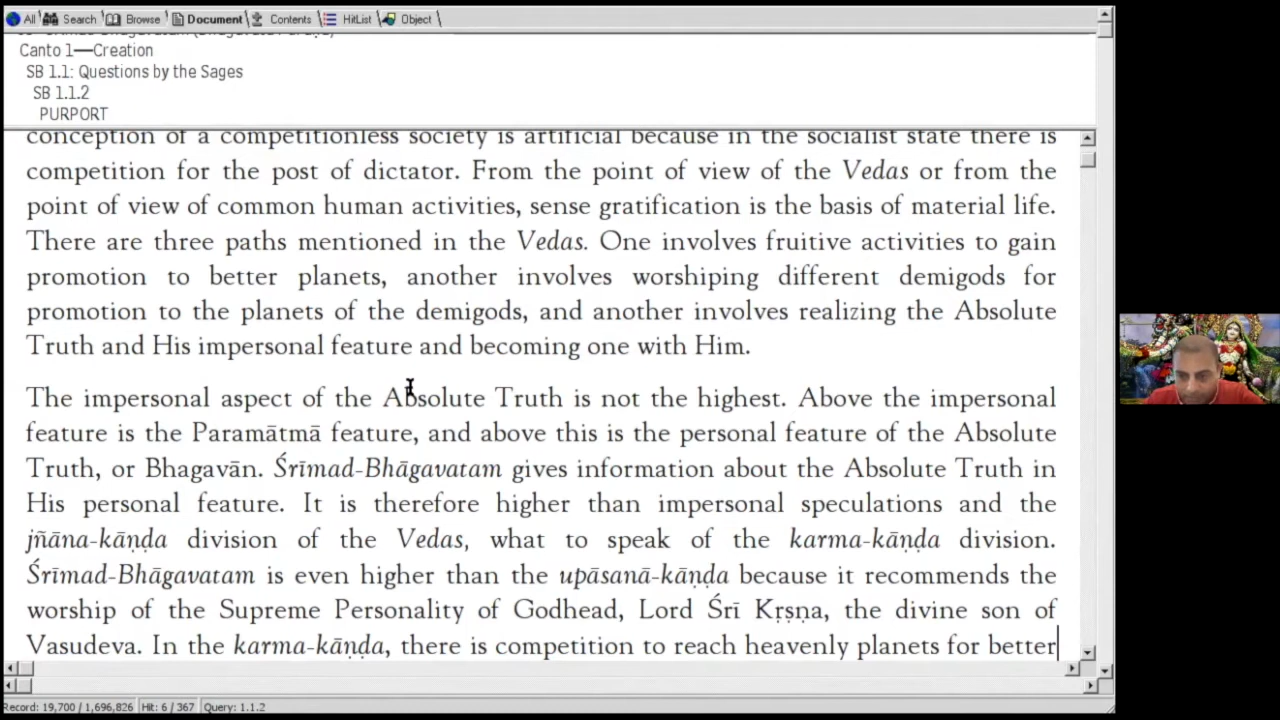 All Search Browse Document Contents HitList Object
Canto 1—Creation
SB 1.1: Questions by the Sages
SB 1.1.2
PURPORT
conception of a competitionless society is artificial because in the socialist state there is
competition for the post of dictator. From the point of view of the Vedas or from the
point of view of common human activities, sense gratification is the basis of material life.
There are three paths mentioned in the Vedas. One involves fruitive activities to gain
promotion to better planets, another involves worshiping different demigods for
promotion to the planets of the demigods, and another involves realizing the Absolute
Truth and His impersonal feature and becoming one with Him.
The impersonal aspect of the Absolute Truth is not the highest. Above the impersonal
feature is the Paramātmā feature, and above this is the personal feature of the Absolute
Truth, or Bhagavān. Śrīmad-Bhāgavatam gives information about the Absolute Truth in
His personal feature. It is therefore higher than impersonal speculations and the
jñāna-kāṇḍa division of the Vedas, what to speak of the karma-kāṇḍa division.
Śrīmad-Bhāgavatam is even higher than the upāsanā-kāṇḍa because it recommends the
worship of the Supreme Personality of Godhead, Lord Śrī Kṛṣṇa, the divine son of
Vasudeva. In the karma-kāṇḍa, there is competition to reach heavenly planets for better
Record: 19,700 / 1,696,826 Hit: 6 / 367 Query: 1.1.2